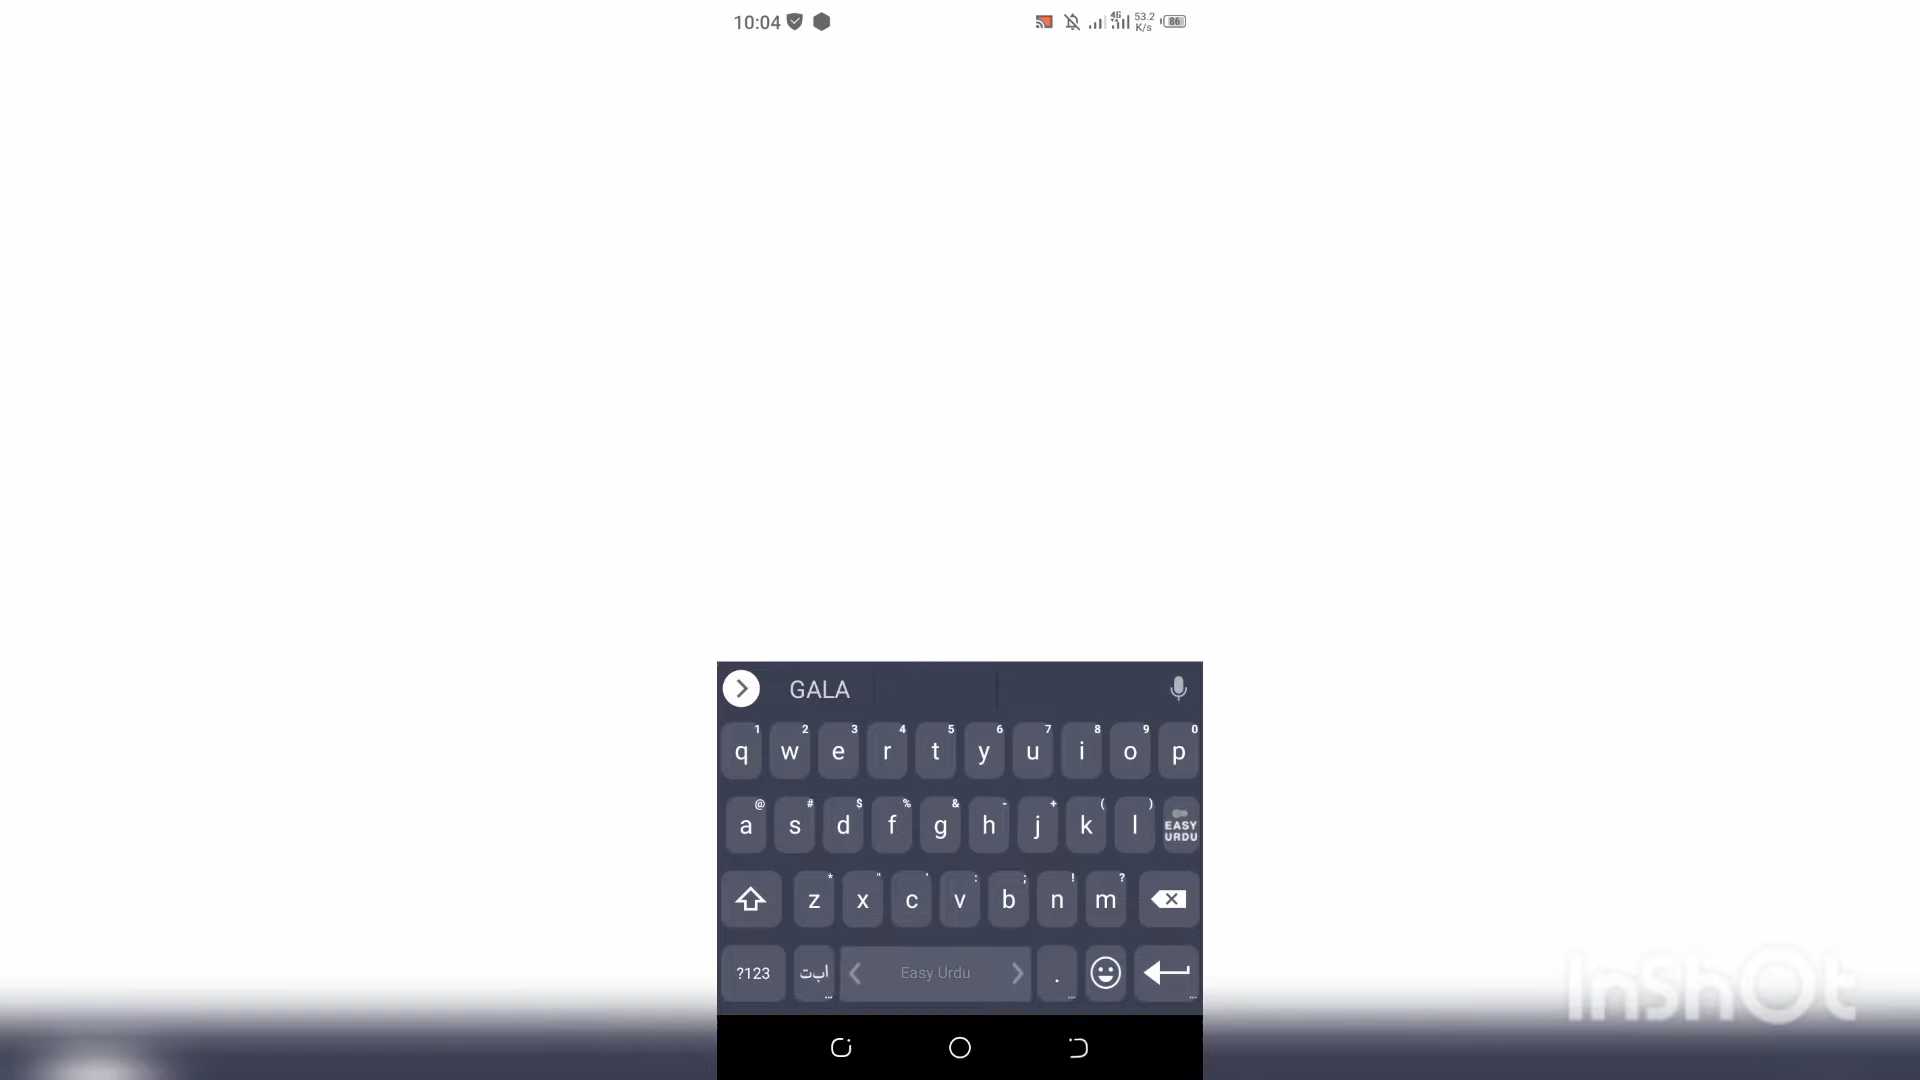 10:04
4G 53.2 K/s 86
GALA
1 2 3 4 5 6 7 8 9 0
q w e r t y u i o p
@ # $ % & - + ( )
a s d f g h j k l EASY URDU
* " ' : ; ! ?
z x c v b n m
?123 ابت Easy Urdu .
InShOt